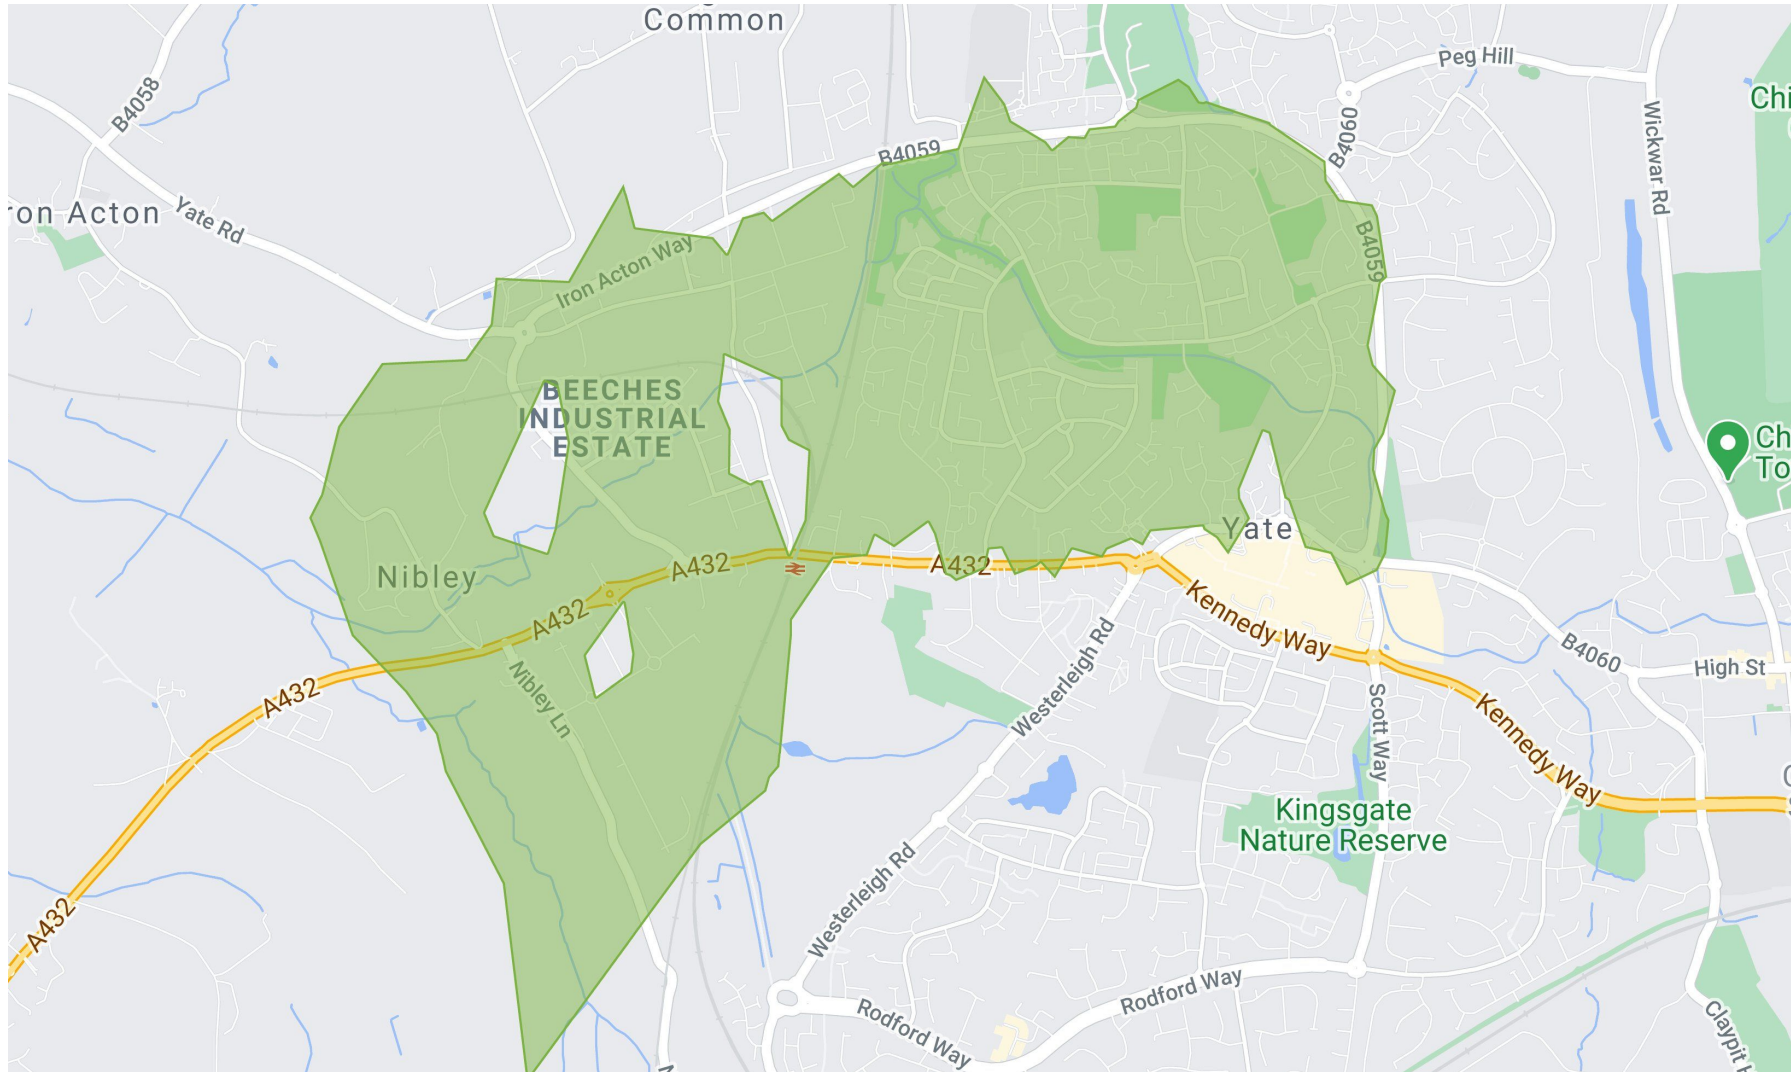 Common
Peg Hill
B4058
Chi
B4060
Wickwar Rd
B4059
ron Acton
Yate Rd
B4059
Iron Acton Way
BEECHES
INDUSTRIAL
ESTATE
Ch
To
Yate
A432
A432
Nibley
A432
Kennedy Way
B4060
High St
Nibley Ln
A432
Westerleigh Rd
Scott Way
Kennedy Way
Kingsgate
Nature Reserve
Westerleigh Rd
A432
Rodford Way
Rodford Way
Claypit H